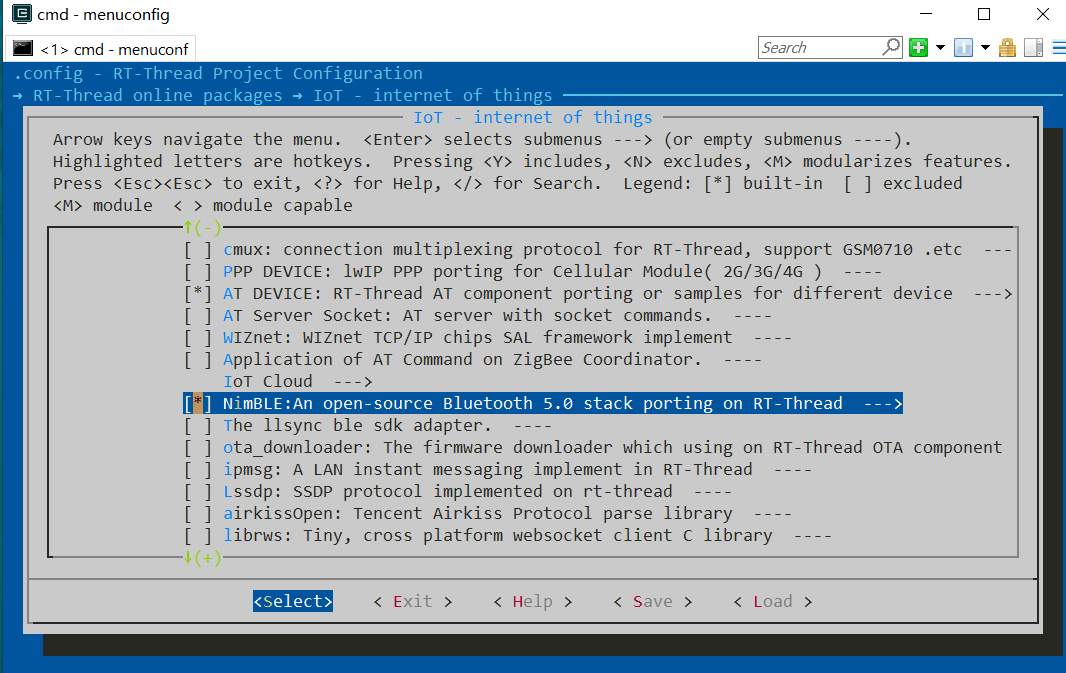 cmd - menuconfig
<1> cmd - menuconf
Search
.config - RT-Thread Project Configuration
→ RT-Thread online packages → IoT - internet of things
IoT - internet of things
Arrow keys navigate the menu.  <Enter> selects submenus ---> (or empty submenus ----).
Highlighted letters are hotkeys.  Pressing <Y> includes, <N> excludes, <M> modularizes features.
Press <Esc><Esc> to exit, <?> for Help, </> for Search.  Legend: [*] built-in  [ ] excluded
<M> module  < > module capable
↑(-)
[ ] cmux: connection multiplexing protocol for RT-Thread, support GSM0710 .etc  ---
[ ] PPP DEVICE: lwIP PPP porting for Cellular Module( 2G/3G/4G )  ----
[*] AT DEVICE: RT-Thread AT component porting or samples for different device  --->
[ ] AT Server Socket: AT server with socket commands.  ----
[ ] WIZnet: WIZnet TCP/IP chips SAL framework implement  ----
[ ] Application of AT Command on ZigBee Coordinator.  ----
IoT Cloud  --->
[*] NimBLE:An open-source Bluetooth 5.0 stack porting on RT-Thread  --->
[ ] The llsync ble sdk adapter.  ----
[ ] ota_downloader: The firmware downloader which using on RT-Thread OTA component
[ ] ipmsg: A LAN instant messaging implement in RT-Thread  ----
[ ] Lssdp: SSDP protocol implemented on rt-thread  ----
[ ] airkissOpen: Tencent Airkiss Protocol parse library  ----
[ ] librws: Tiny, cross platform websocket client C library  ----
↓(+)
<Select>    < Exit >    < Help >    < Save >    < Load >